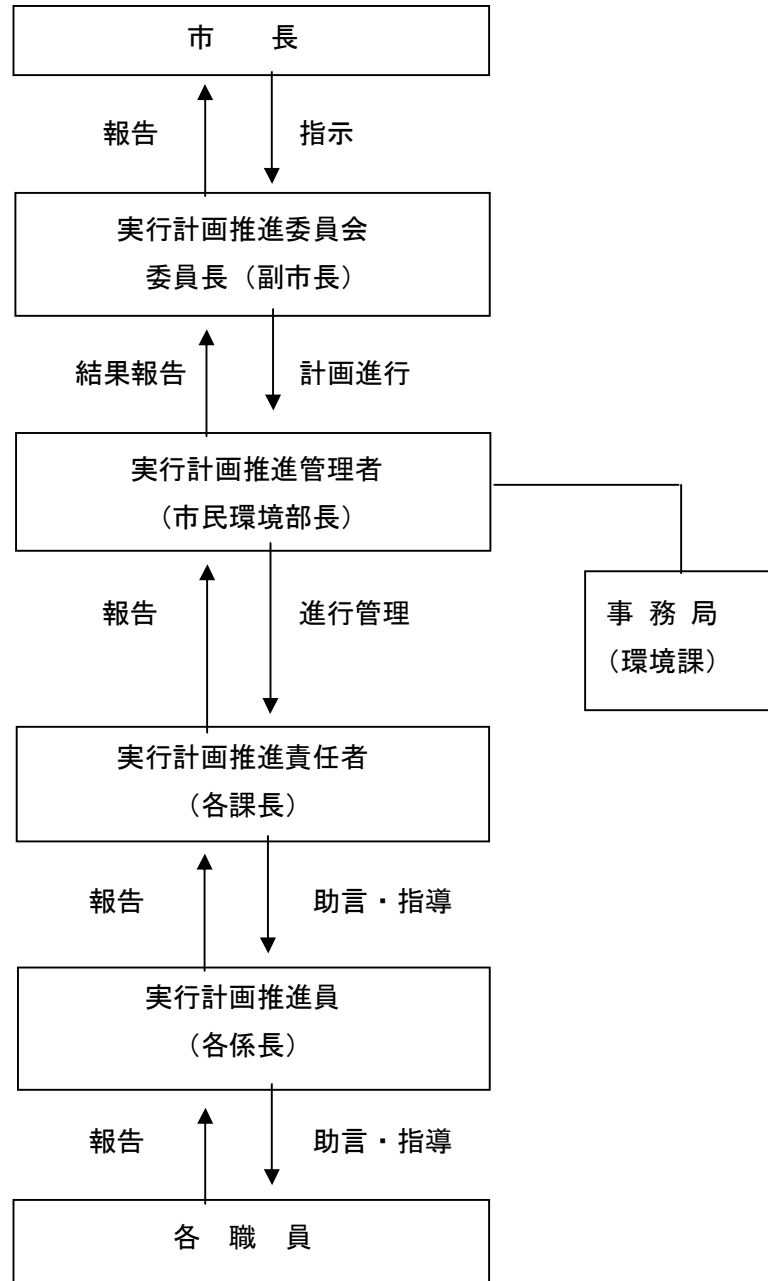 市　長
報告　指示
実行計画推進委員会
委員長（副市長）
結果報告　計画進行
実行計画推進管理者
（市民環境部長）
報告　進行管理
事 務 局
（環境課）
実行計画推進責任者
（各課長）
報告　助言・指導
実行計画推進員
（各係長）
報告　助言・指導
各　職　員